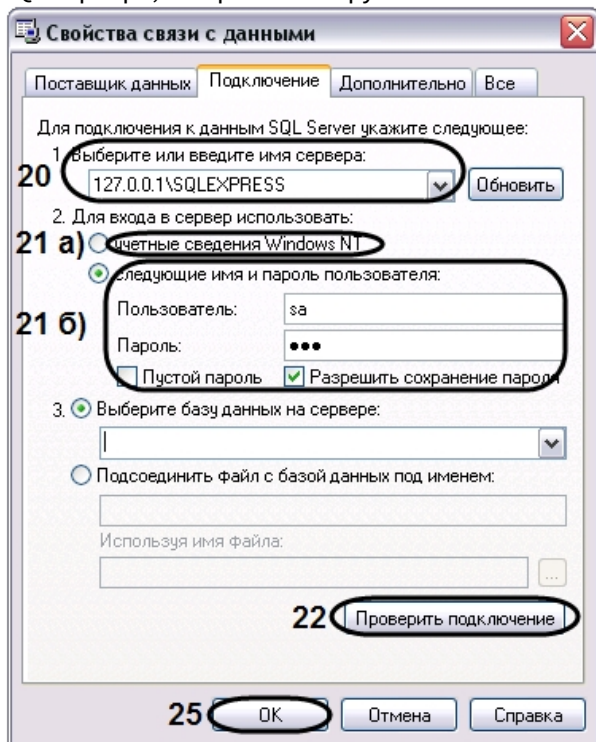 Свойства связи с данными
Поставщик данных Подключение Дополнительно Все
Для подключения к данным SQL Server укажите следующее:
1. Выберите или введите имя сервера:
20
127.0.0.1\SQLEXPRESS Обновить
2. Для входа в сервер использовать:
21 а) учетные сведения Windows NT
следующие имя и пароль пользователя:
21 б)
Пользователь: sa
Пароль: •••
Пустой пароль Разрешить сохранение пароля
3. Выберите базу данных на сервере:
Подсоединить файл с базой данных под именем:
Используя имя файла:
...
22 Проверить подключение
25 ОК Отмена Справка